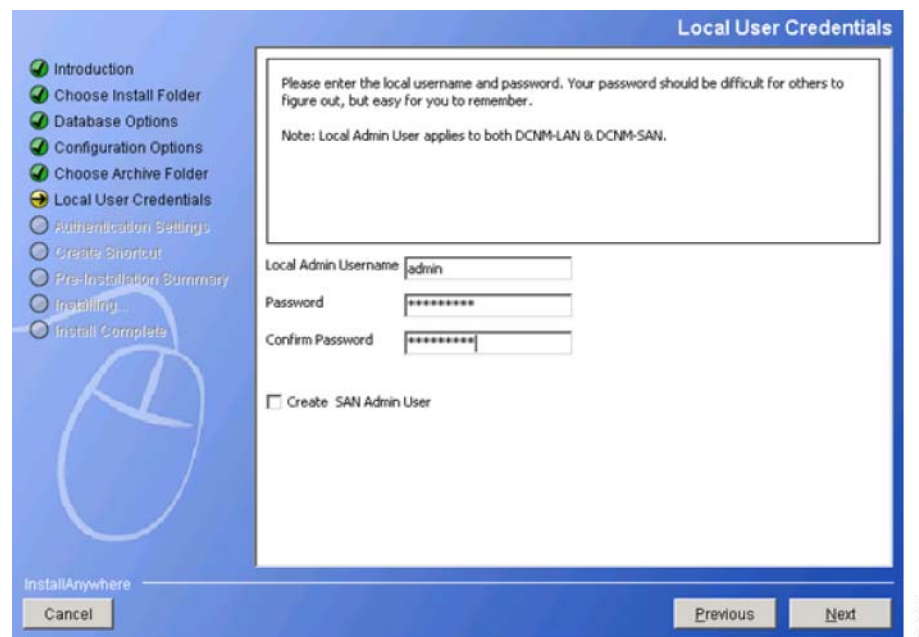 Local User Credentials
Introduction
Choose Install Folder
Database Options
Configuration Options
Choose Archive Folder
Local User Credentials
Authentication Settings
Create Shortcut
Pre-Installation Summary
Installing...
Install Complete
Please enter the local username and password. Your password should be difficult for others to
figure out, but easy for you to remember.
Note: Local Admin User applies to both DCNM-LAN & DCNM-SAN.
Local Admin Username admin
Password *********
Confirm Password *********
Create SAN Admin User
InstallAnywhere
Cancel
Previous
Next